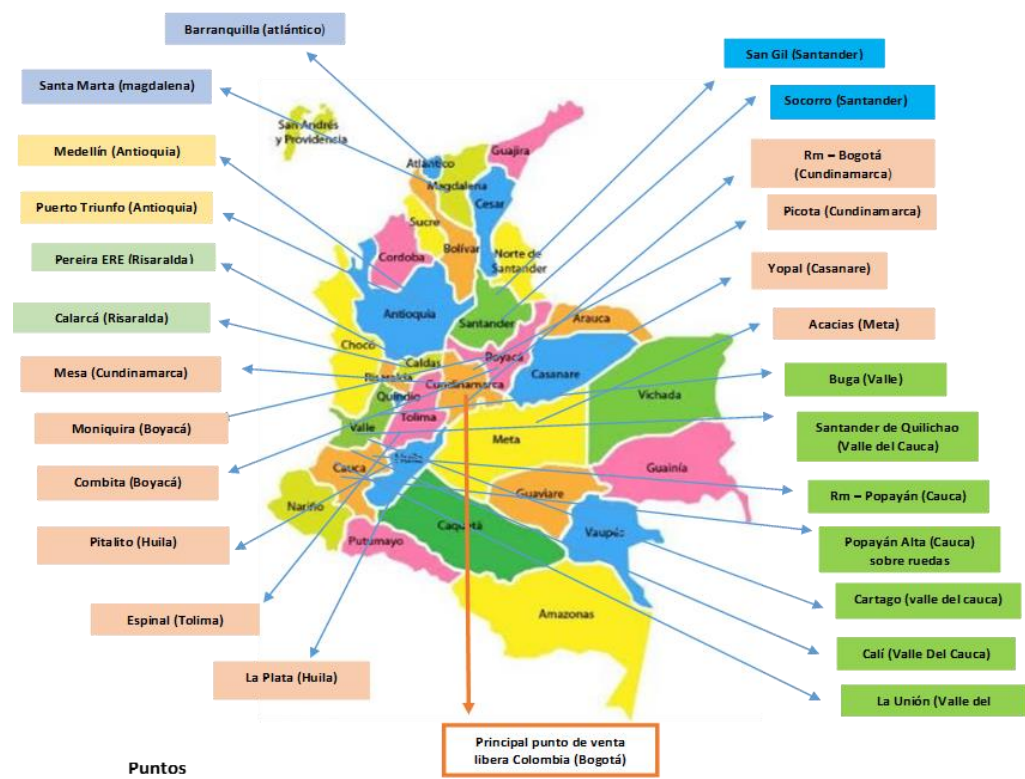 Barranquilla (atlántico)
Santa Marta (magdalena)
Medellín (Antioquia)
Puerto Triunfo (Antioquia)
Pereira ERE (Risaralda)
Calarcá (Risaralda)
Mesa (Cundinamarca)
Moniquira (Boyacá)
Combita (Boyacá)
Pitalito (Huila)
Espinal (Tolima)
La Plata (Huila)
San Andrés
y Providencia
Atlántico
Magdalena
Guajira
Cesar
Sucre
Bolívar
Cordoba
Norte de
Santander
Antioquia
Santander
Arauca
Chocó
Caldas
Boyacá
Casanare
Risaralda
Cundinamarca
Quindio
Vichada
Tolima
Valle
Meta
Cauca
Guainía
Guaviare
Nariño
Caquetá
Vaupéz
Putumayo
Amazonas
San Gil (Santander)
Socorro (Santander)
Rm – Bogotá
(Cundinamarca)
Picota (Cundinamarca)
Yopal (Casanare)
Acacias (Meta)
Buga (Valle)
Santander de Quilichao
(Valle del Cauca)
Rm – Popayán (Cauca)
Popayán Alta (Cauca)
sobre ruedas
Cartago (valle del cauca)
Calí (Valle Del Cauca)
La Unión (Valle del
Principal punto de venta
libera Colombia (Bogotá)
Puntos